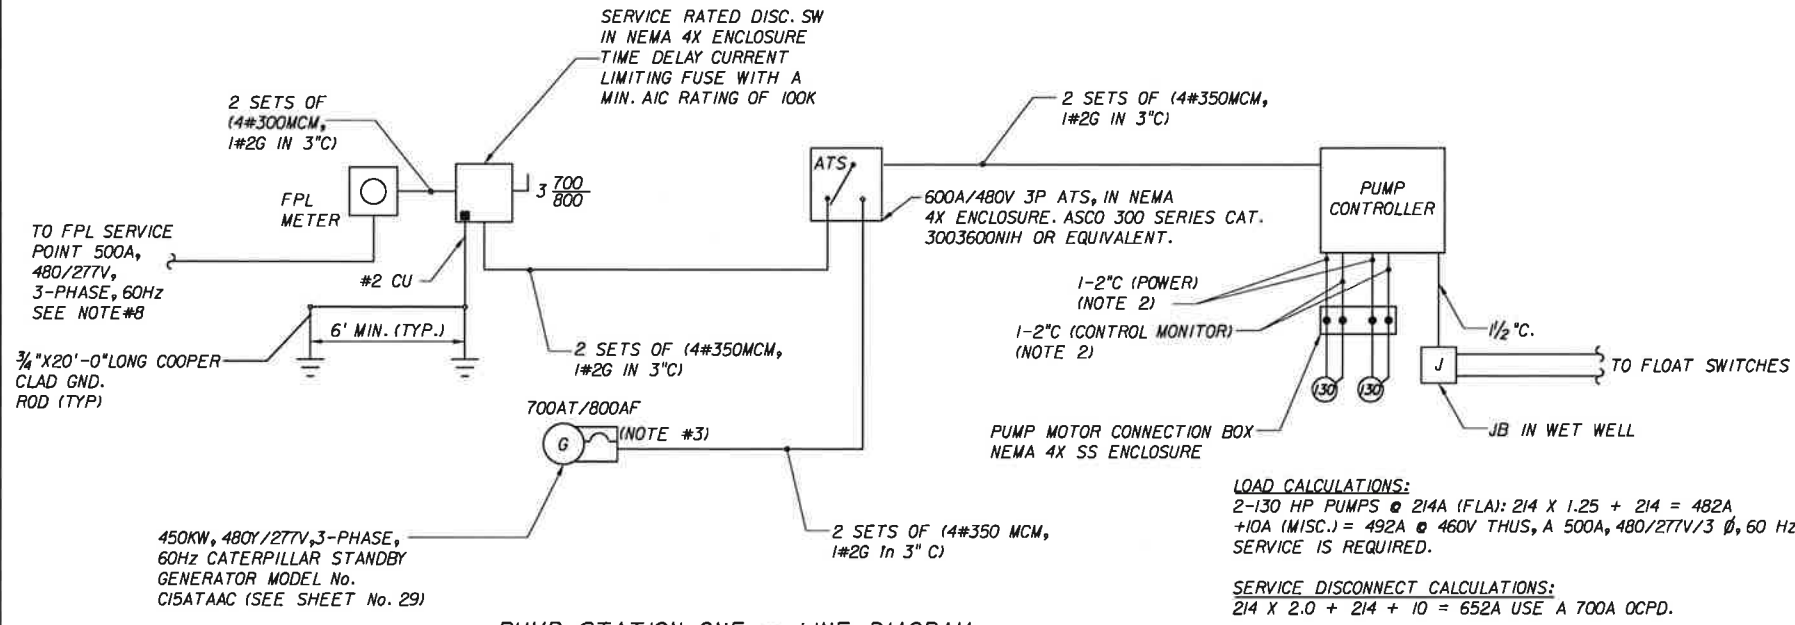 SERVICE RATED DISC. SW
IN NEMA 4X ENCLOSURE
TIME DELAY CURRENT
LIMITING FUSE WITH A
MIN. AIC RATING OF 100K
2 SETS OF
(4#300MCM,
1#2G IN 3"C)
2 SETS OF (4#350MCM,
1#2G IN 3"C)
FPL
METER
3 700
800
ATS
600A/480V 3P ATS, IN NEMA
4X ENCLOSURE. ASCO 300 SERIES CAT.
3003600NIH OR EQUIVALENT.
PUMP
CONTROLLER
TO FPL SERVICE
POINT 500A,
480/277V,
3-PHASE, 60Hz
SEE NOTE#8
#2 CU
6' MIN. (TYP.)
3/4"X20'-0"LONG COOPER
CLAD GND.
ROD (TYP)
2 SETS OF (4#350MCM,
1#2G IN 3"C)
1-2"C (POWER)
(NOTE 2)
1-2"C (CONTROL MONITOR)
(NOTE 2)
1½"C.
J
TO FLOAT SWITCHES
130
130
700AT/800AF
G
(NOTE #3)
PUMP MOTOR CONNECTION BOX
NEMA 4X SS ENCLOSURE
JB IN WET WELL
450KW, 480Y/277V,3-PHASE,
60Hz CATERPILLAR STANDBY
GENERATOR MODEL No.
C15ATAAC (SEE SHEET No. 29)
2 SETS OF (4#350 MCM,
1#2G In 3" C)
LOAD CALCULATIONS:
2-130 HP PUMPS @ 214A (FLA): 214 X 1.25 + 214 = 482A
+10A (MISC.) = 492A @ 460V THUS, A 500A, 480/277V/3 Ø, 60 Hz
SERVICE IS REQUIRED.
SERVICE DISCONNECT CALCULATIONS:
214 X 2.0 + 214 + 10 = 652A USE A 700A OCPD.